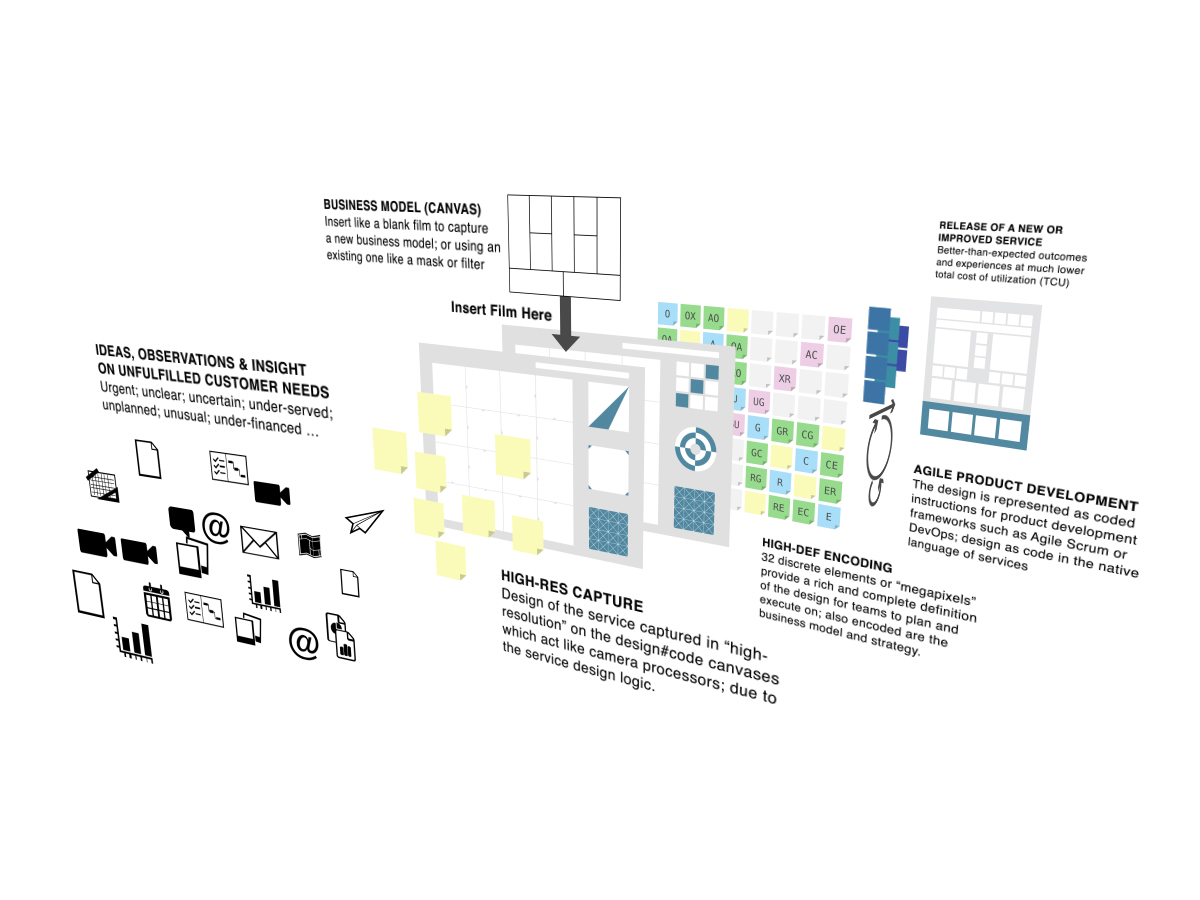 BUSINESS MODEL (CANVAS)
Insert like a blank film to capture
a new business model; or using an
existing one like a mask or filter
Insert Film Here
RELEASE OF A NEW OR
IMPROVED SERVICE
Better-than-expected outcomes
and experiences at much lower
total cost of utilization (TCU)
IDEAS, OBSERVATIONS & INSIGHT
ON UNFULFILLED CUSTOMER NEEDS
Urgent; unclear; uncertain; under-served;
unplanned; unusual; under-financed …
@
@
O OX AO OE
OA A OA AC
XR
UG
G GR CG
GC C CE
RG R ER
RE EC E
HIGH-RES CAPTURE
Design of the service captured in “high-
resolution” on the design#code canvases
which act like camera processors; due to
the service design logic.
HIGH-DEF ENCODING
32 discrete elements or “megapixels”
provide a rich and complete definition
of the design for teams to plan and
execute on; also encoded are the
business model and strategy.
AGILE PRODUCT DEVELOPMENT
The design is represented as coded
instructions for product development
frameworks such as Agile Scrum or
DevOps; design as code in the native
language of services